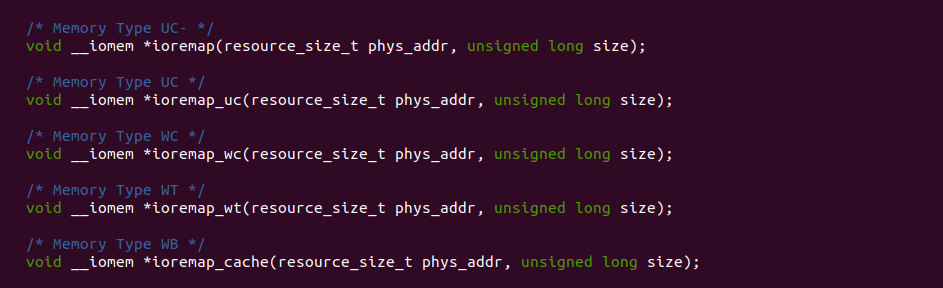 /* Memory Type UC- */
void __iomem *ioremap(resource_size_t phys_addr, unsigned long size);
/* Memory Type UC */
void __iomem *ioremap_uc(resource_size_t phys_addr, unsigned long size);
/* Memory Type WC */
void __iomem *ioremap_wc(resource_size_t phys_addr, unsigned long size);
/* Memory Type WT */
void __iomem *ioremap_wt(resource_size_t phys_addr, unsigned long size);
/* Memory Type WB */
void __iomem *ioremap_cache(resource_size_t phys_addr, unsigned long size);